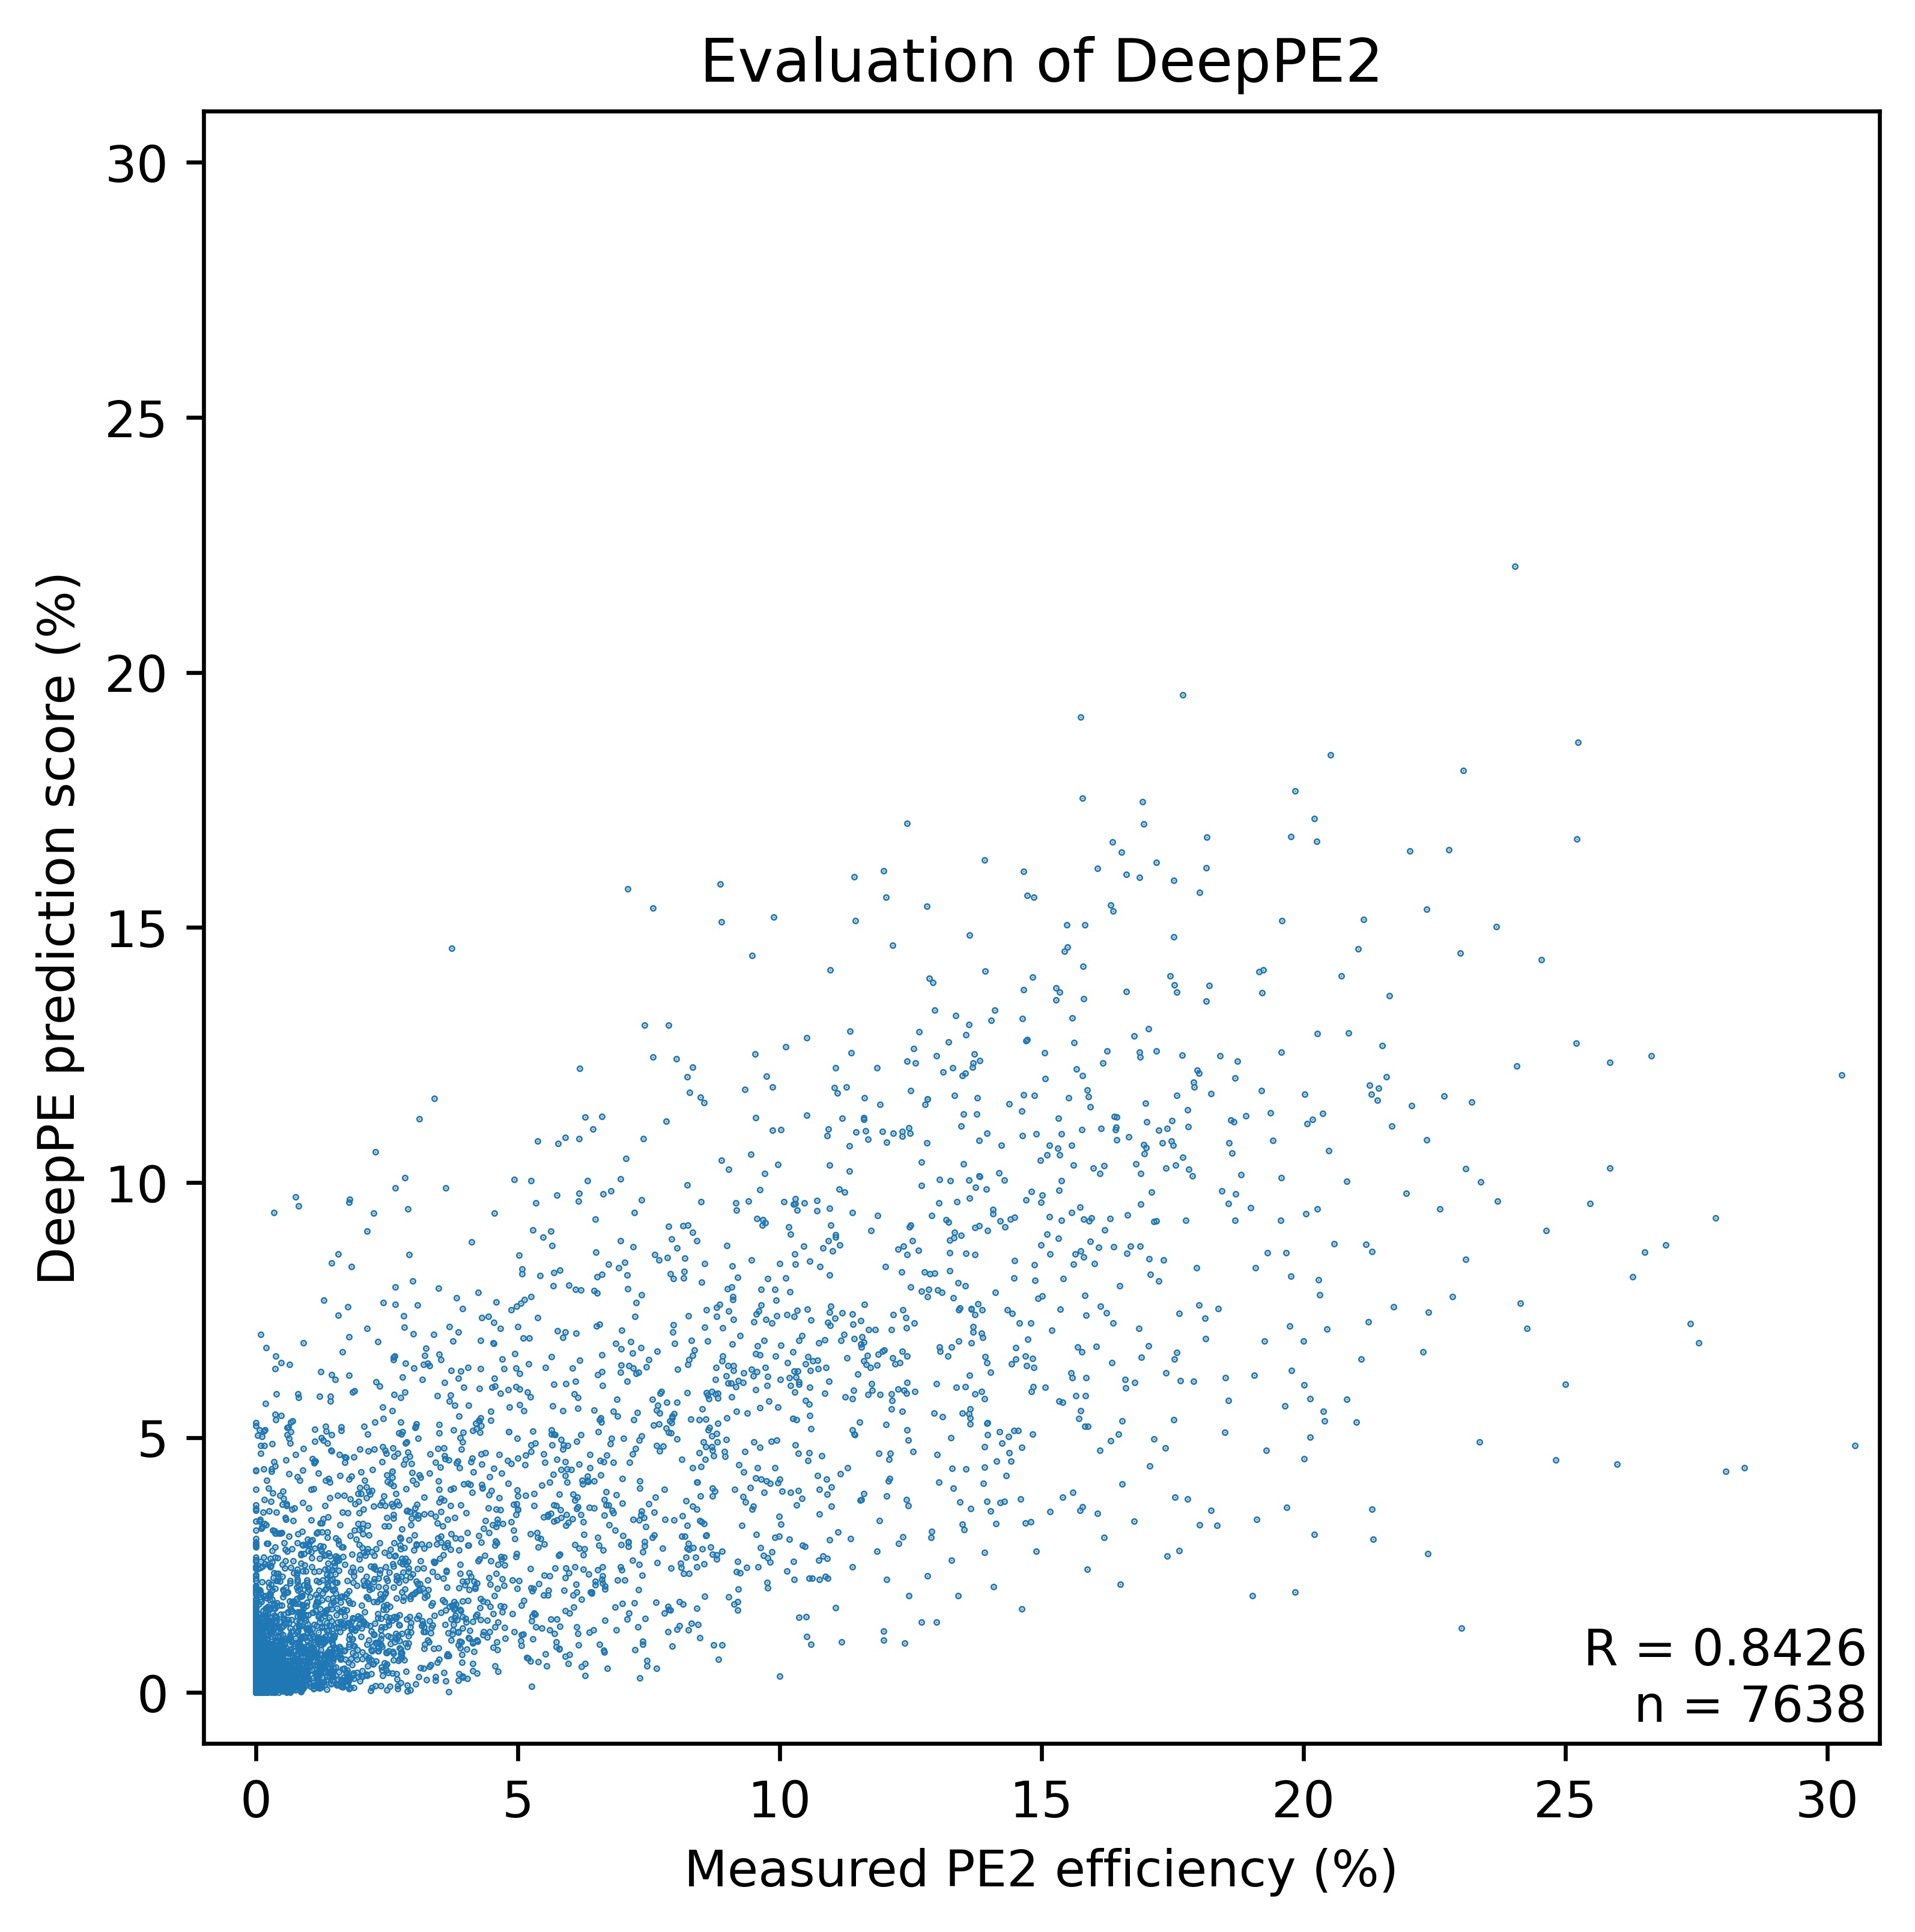 Evaluation of DeepPE2
DeepPE prediction score (%)
30
25
20
15
10
5
0
R = 0.8426
n = 7638
0 5 10 15 20 25 30
Measured PE2 efficiency (%)